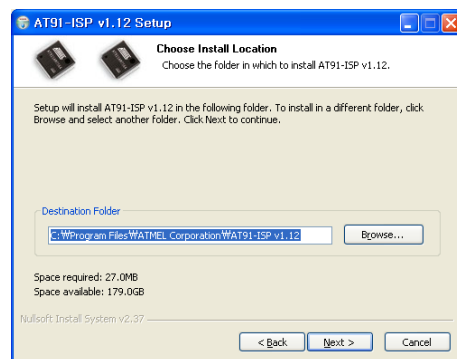 AT91-ISP v1.12 Setup
Choose Install Location
Choose the folder in which to install AT91-ISP v1.12.
Setup will install AT91-ISP v1.12 in the following folder. To install in a different folder, click
Browse and select another folder. Click Next to continue.
Destination Folder
C:₩Program Files₩ATMEL Corporation₩AT91-ISP v1.12
Browse...
Space required: 27.0MB
Space available: 179.0GB
Nullsoft Install System v2.37
< Back Next > Cancel